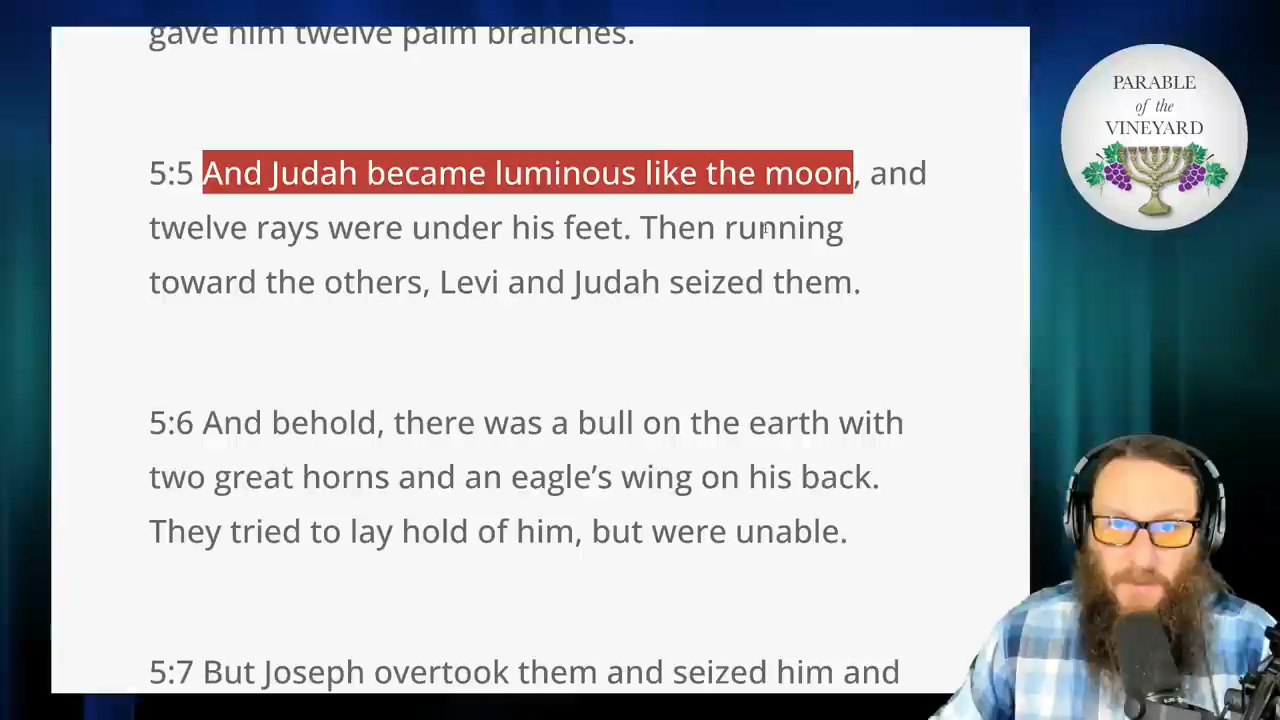 gave him twelve palm branches.
5:5 And Judah became luminous like the moon, and
twelve rays were under his feet. Then running
toward the others, Levi and Judah seized them.
5:6 And behold, there was a bull on the earth with
two great horns and an eagle’s wing on his back.
They tried to lay hold of him, but were unable.
5:7 But Joseph overtook them and seized him and
PARABLE
of the
VINEYARD